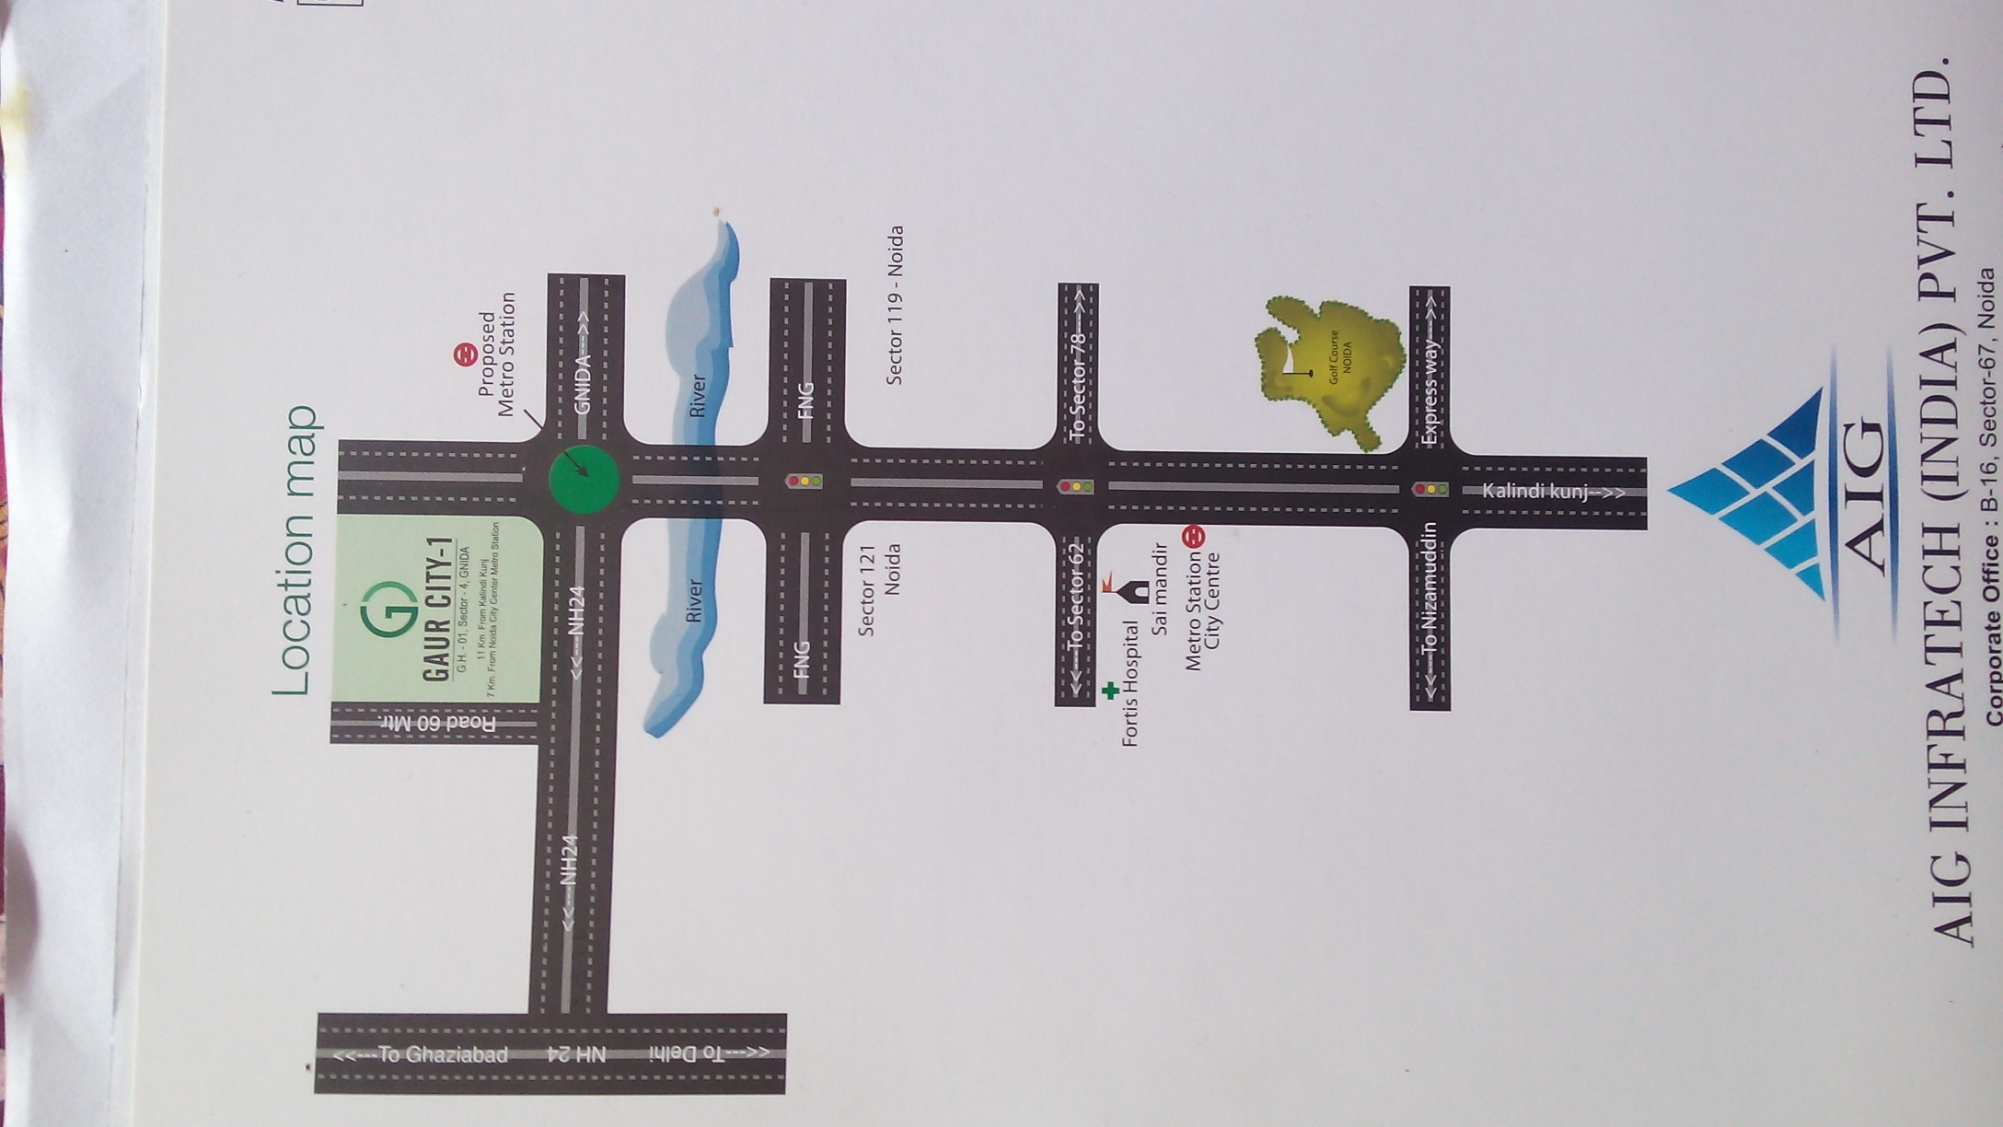 Location map
GAUR CITY-1
G.H. - 01, Sector - 4, GNIDA
11 Km. From Kalindi Kunj
7 Km. From Noida City Center Metro Station
Proposed
Metro Station
Road 60 Mtr.
<<---To Ghaziabad
NH 24
<<---To Delhi
<<---NH24
<<---NH24
GNIDA--->>
River
River
FNG
FNG
Sector 121
Noida
Sector 119 - Noida
<<---To Sector 62
To Sector 78--->>
Fortis Hospital
Sai mandir
Metro Station
City Centre
Golf Course
NOIDA
<<---To Nizamuddin
Express way--->>
Kalindi kunj-->>
AIG
AIG INFRATECH (INDIA) PVT. LTD.
Corporate Office : B-16, Sector-67, Noida